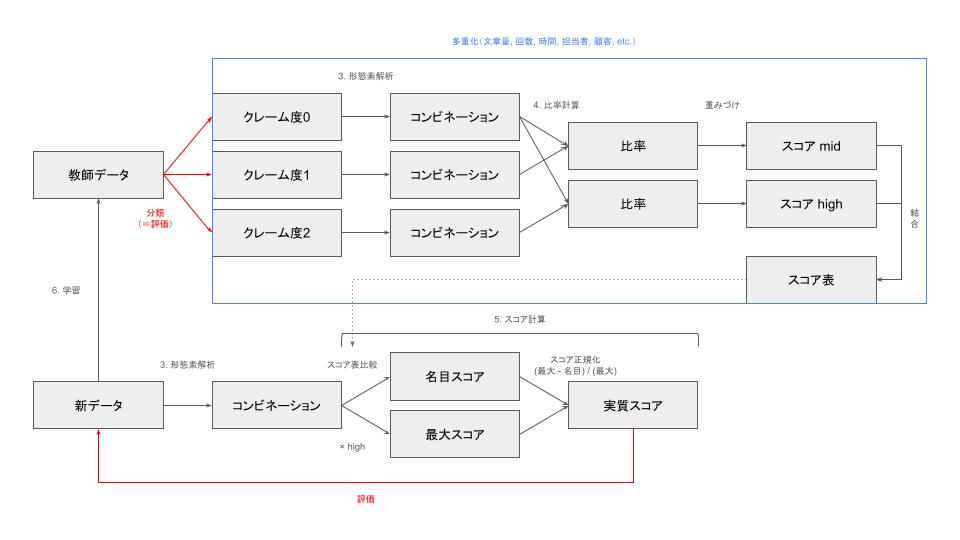 多重化（文章量, 回数, 時間, 担当者, 顧客, etc.）
3. 形態素解析
クレーム度0
コンビネーション
4. 比率計算
重みづけ
比率
スコア mid
教師データ
クレーム度1
コンビネーション
比率
スコア high
分類
（＝評価）
クレーム度2
コンビネーション
結
合
スコア表
6. 学習
5. スコア計算
3. 形態素解析
スコア表比較
名目スコア
スコア正規化
(最大 - 名目) / (最大)
新データ
コンビネーション
実質スコア
最大スコア
× high
評価